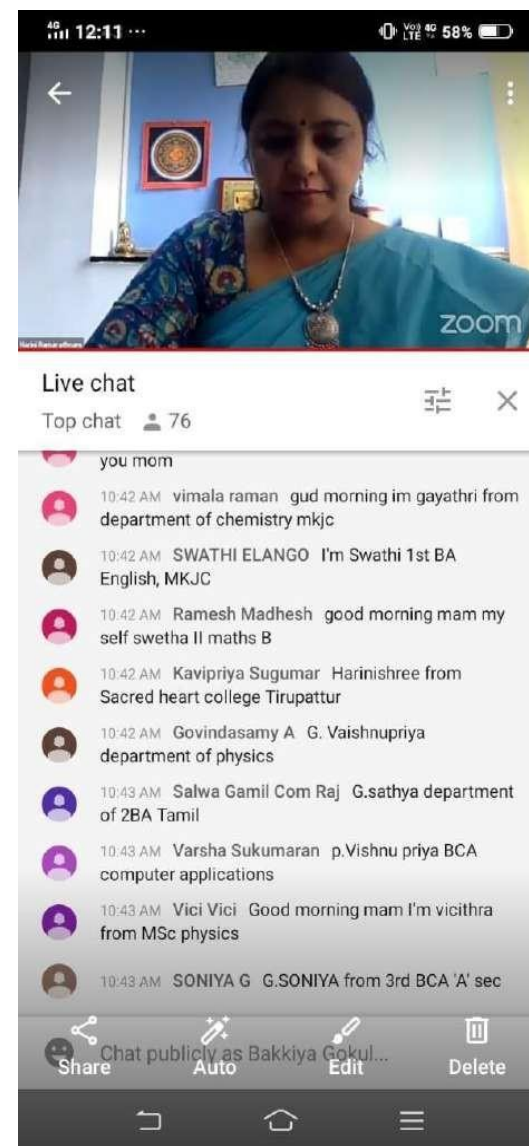 4G 12:11 ...
Vo) LTE 4G 58%
zoom
Live chat
Top chat 76
you mom
10:42 AM vimala raman gud morning im gayathri from
department of chemistry mkjc
10:42 AM SWATHI ELANGO I'm Swathi 1st BA
English, MKJC
10:42 AM Ramesh Madhesh good morning mam my
self swetha II maths B
10:42 AM Kavipriya Sugumar Harinishree from
Sacred heart college Tirupattur
10:42 AM Govindasamy A G. Vaishnupriya
department of physics
10:43 AM Salwa Gamil Com Raj G.sathya department
of 2BA Tamil
10:43 AM Varsha Sukumaran p.Vishnu priya BCA
computer applications
10:43 AM Vici Vici Good morning mam I'm vicithra
from MSc physics
10:43 AM SONIYA G G.SONIYA from 3rd BCA 'A' sec
Chat publicly as Bakkiya Gokul...
Share Auto Edit Delete